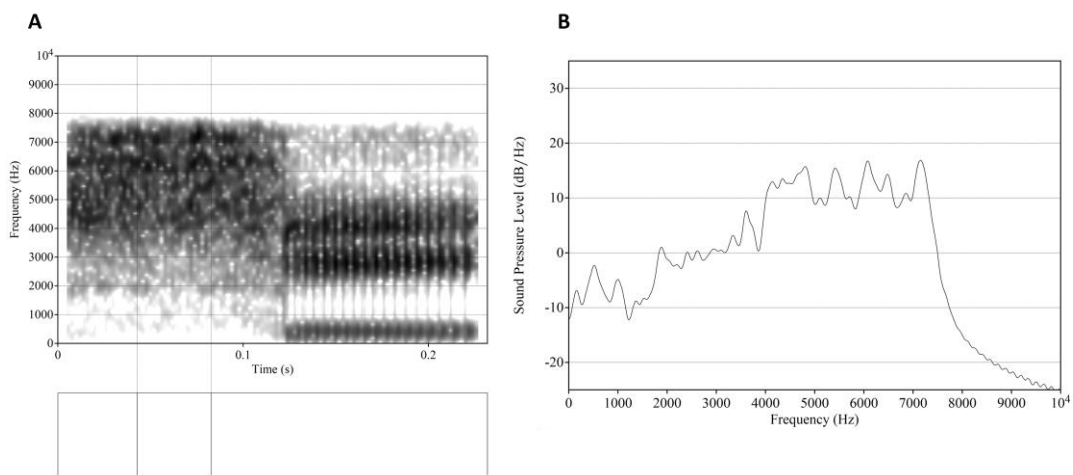 A
10⁴
9000
8000
7000
6000
5000
4000
3000
2000
1000
0
Frequency (Hz)
0 0.1 0.2
Time (s)
B
30
20
10
0
-10
-20
Sound Pressure Level (dB/Hz)
0 1000 2000 3000 4000 5000 6000 7000 8000 9000 10⁴
Frequency (Hz)